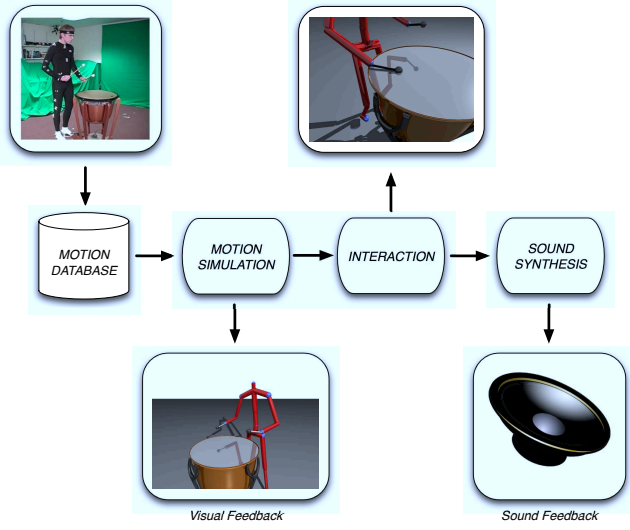 MOTION
DATABASE
MOTION
SIMULATION
INTERACTION
SOUND
SYNTHESIS
Visual Feedback
Sound Feedback